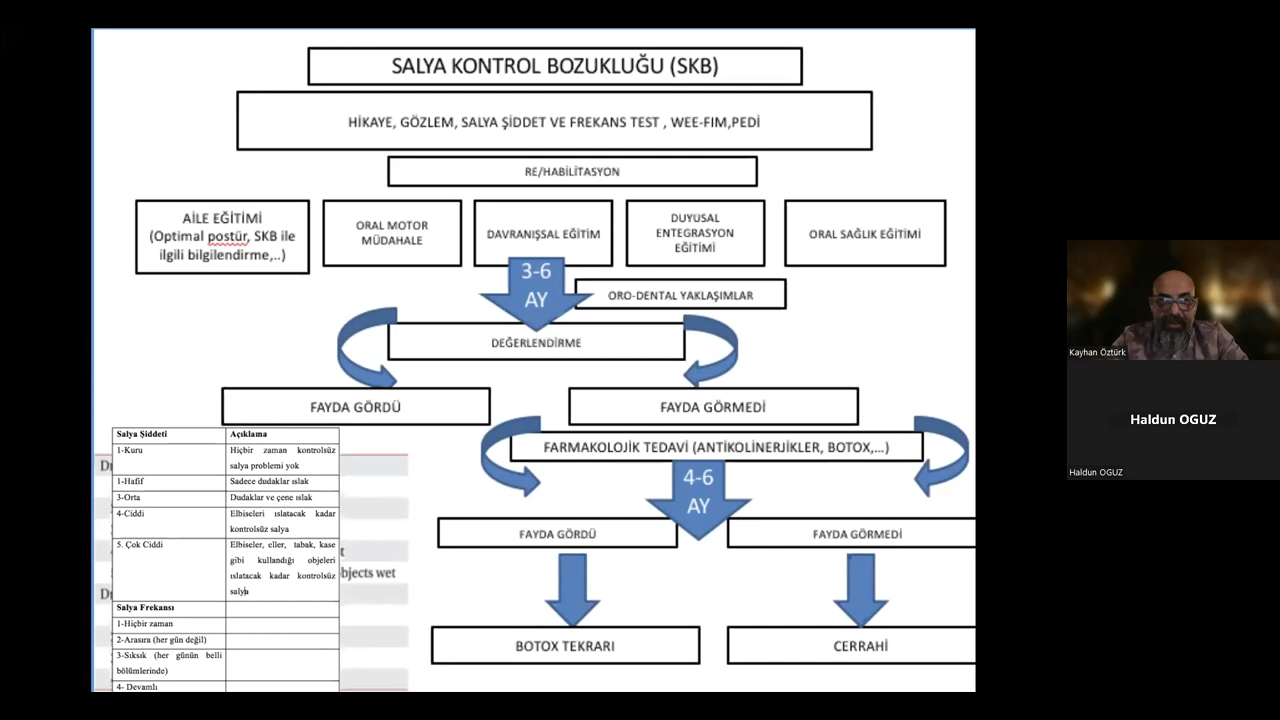 SALYA KONTROL BOZUKLUĞU (SKB)
HİKAYE, GÖZLEM, SALYA ŞİDDET VE FREKANS TEST , WEE-FIM,PEDİ
RE/HABİLİTASYON
AİLE EĞİTİMİ
(Optimal postür, SKB ile
ilgili bilgilendirme,..)
ORAL MOTOR
MÜDAHALE
DAVRANIŞSAL EĞİTİM
DUYUSAL
ENTEGRASYON
EĞİTİMİ
ORAL SAĞLIK EĞİTİMİ
3-6
AY
ORO-DENTAL YAKLAŞIMLAR
DEĞERLENDİRME
FAYDA GÖRDÜ
FAYDA GÖRMEDİ
FARMAKOLOJİK TEDAVİ (ANTİKOLİNERJİKLER, BOTOX,...)
4-6
AY
FAYDA GÖRDÜ
FAYDA GÖRMEDİ
BOTOX TEKRARI
CERRAHİ
Salya Şiddeti Açıklama
1-Kuru Hiçbir zaman kontrolsüz
salya problemi yok
1-Hafif Sadece dudaklar ıslak
3-Orta Dudaklar ve çene ıslak
4-Ciddi Elbiseleri ıslatacak kadar
kontrolsüz salya
5. Çok Ciddi Elbiseler, eller, tabak, kase
gibi kullandığı objeleri
ıslatacak kadar kontrolsüz
salya
Salya Frekansı
1-Hiçbir zaman
2-Arasıra (her gün değil)
3-Sıksık (her günün belli
bölümlerinde)
4- Devamlı
objects wet
Kayhan Öztürk
Haldun OGUZ
Haldun OGUZ